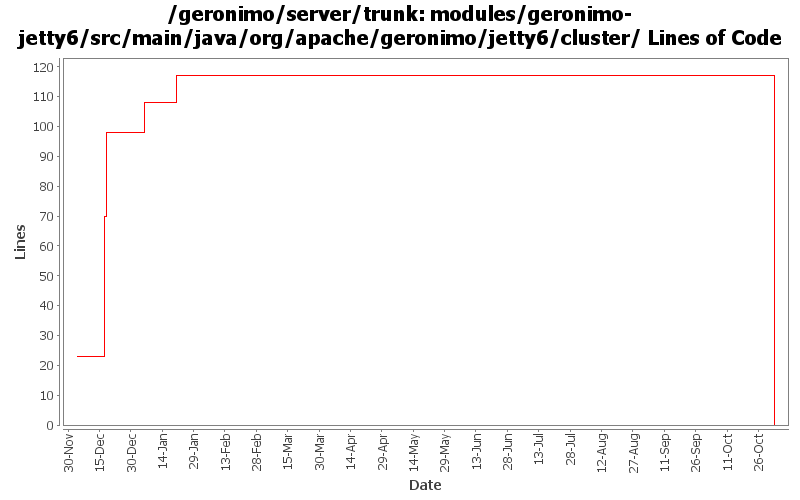 /geronimo/server/trunk: modules/geronimo-
jetty6/src/main/java/org/apache/geronimo/jetty6/cluster/ Lines of Code
120
110
100
90
80
70
60
50
40
30
20
10
0
Lines
30-Nov
15-Dec
30-Dec
14-Jan
29-Jan
13-Feb
28-Feb
15-Mar
30-Mar
14-Apr
29-Apr
14-May
29-May
13-Jun
28-Jun
13-Jul
28-Jul
12-Aug
27-Aug
11-Sep
26-Sep
11-Oct
26-Oct
Date